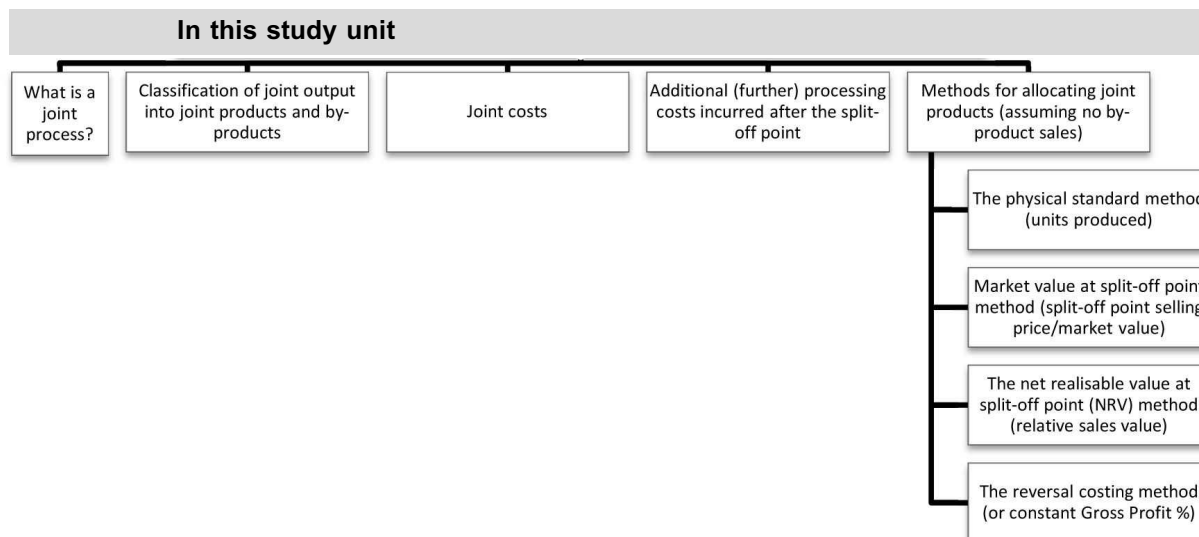 In this study unit
What is a
joint
process?
Classification of joint output
into joint products and by-
products
Joint costs
Additional (further) processing
costs incurred after the split-
off point
Methods for allocating joint
products (assuming no by-
product sales)
The physical standard method
(units produced)
Market value at split-off point
method (split-off point selling
price/market value)
The net realisable value at
split-off point (NRV) method
(relative sales value)
The reversal costing method
(or constant Gross Profit %)